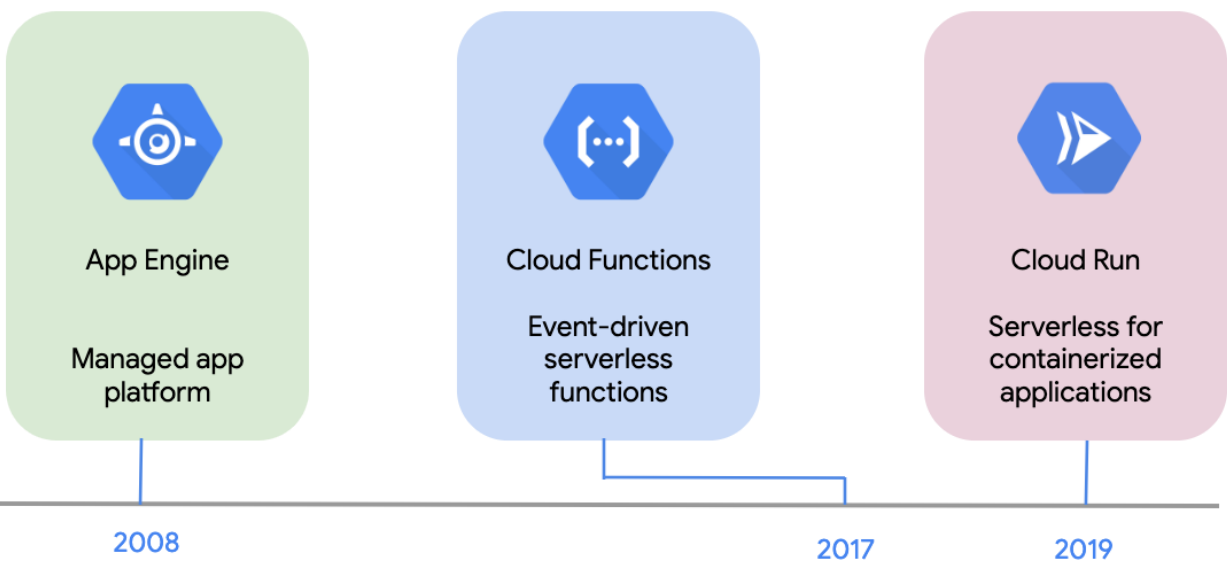 App Engine
Managed app
platform
Cloud Functions
Event-driven
serverless
functions
Cloud Run
Serverless for
containerized
applications
2008
2017
2019